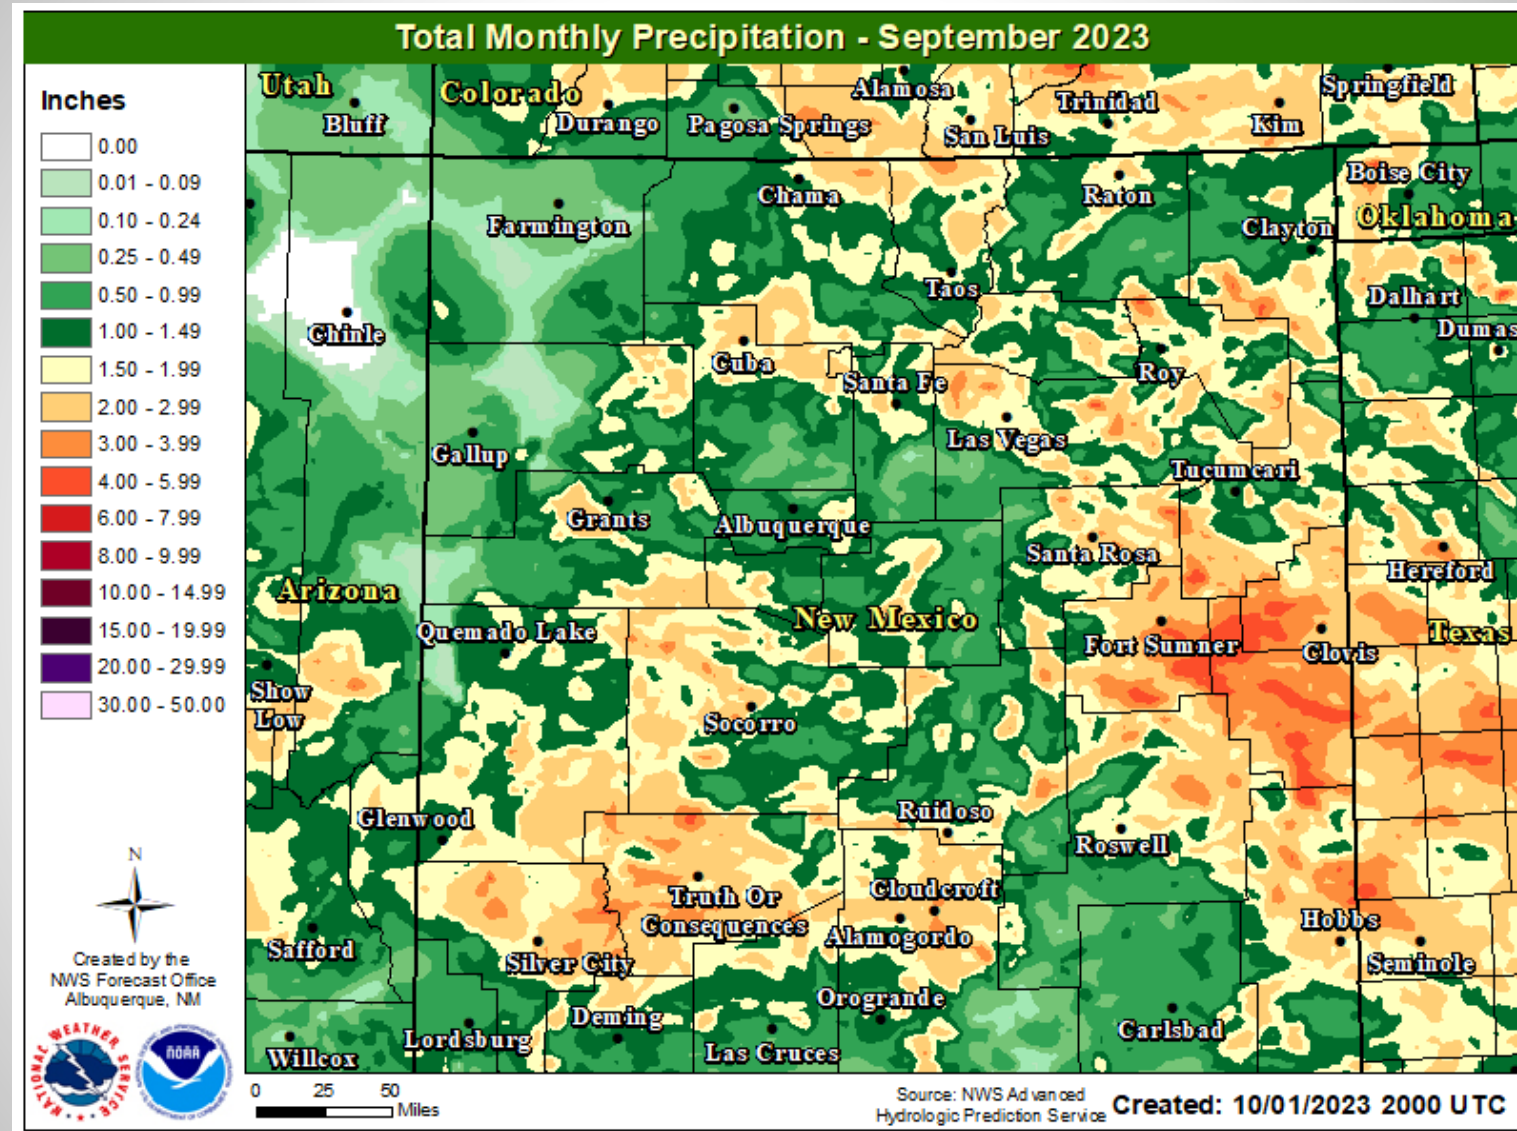 Total Monthly Precipitation - September 2023
Inches
0.00
0.01 - 0.09
0.10 - 0.24
0.25 - 0.49
0.50 - 0.99
1.00 - 1.49
1.50 - 1.99
2.00 - 2.99
3.00 - 3.99
4.00 - 5.99
6.00 - 7.99
8.00 - 9.99
10.00 - 14.99
15.00 - 19.99
20.00 - 29.99
30.00 - 50.00
Utah
Colorado
Bluff
Durango
Pagosa Springs
Alamosa
San Luis
Trinidad
Kim
Springfield
Boise City
Oklahoma
Chama
Raton
Clayton
Farmington
Taos
Dalhart
Dumas
Chinle
Cuba
Santa Fe
Roy
Las Vegas
Gallup
Tucumcari
Grants
Albuquerque
Santa Rosa
Hereford
Arizona
New Mexico
Texas
Quemado Lake
Fort Sumner
Clovis
Show
Low
Socorro
Glenwood
Ruidoso
Roswell
Truth Or
Consequences
Cloudcroft
Alamogordo
Hobbs
Seminole
Safford
Silver City
Orogrande
Deming
Las Cruces
Carlsbad
Lordsburg
Willcox
N
Created by the
NWS Forecast Office
Albuquerque, NM
NATIONAL WEATHER SERVICE
NOAA
0 25 50
Miles
Source: NWS Advanced
Hydrologic Prediction Service
Created: 10/01/2023 2000 UTC